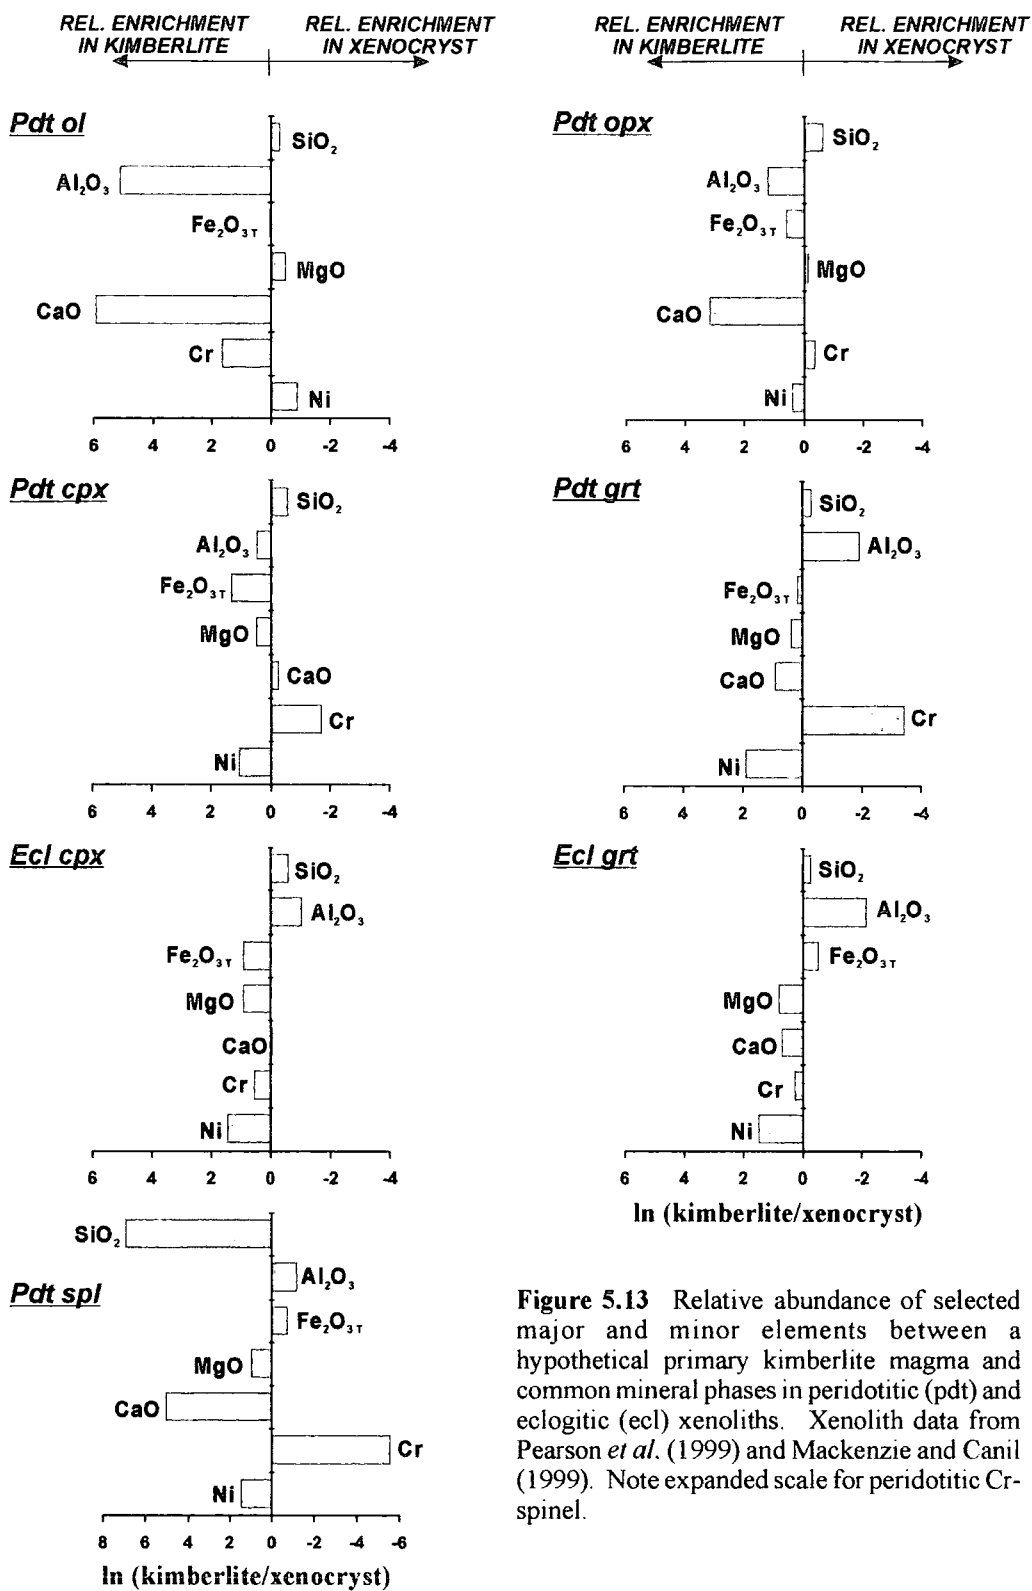 REL. ENRICHMENT
IN KIMBERLITE
REL. ENRICHMENT
IN XENOCRYST
REL. ENRICHMENT
IN KIMBERLITE
REL. ENRICHMENT
IN XENOCRYST
Pdt ol
SiO₂
Al₂O₃
Fe₂O₃T
MgO
CaO
Cr
Ni
6 4 2 0 -2 -4
Pdt opx
SiO₂
Al₂O₃
Fe₂O₃T
MgO
CaO
Cr
Ni
6 4 2 0 -2 -4
Pdt cpx
SiO₂
Al₂O₃
Fe₂O₃T
MgO
CaO
Cr
Ni
6 4 2 0 -2 -4
Pdt grt
SiO₂
Al₂O₃
Fe₂O₃T
MgO
CaO
Cr
Ni
6 4 2 0 -2 -4
Ecl cpx
SiO₂
Al₂O₃
Fe₂O₃T
MgO
CaO
Cr
Ni
6 4 2 0 -2 -4
Ecl grt
SiO₂
Al₂O₃
Fe₂O₃T
MgO
CaO
Cr
Ni
6 4 2 0 -2 -4
ln (kimberlite/xenocryst)
Pdt spl
SiO₂
Al₂O₃
Fe₂O₃T
MgO
CaO
Cr
Ni
8 6 4 2 0 -2 -4 -6
ln (kimberlite/xenocryst)
Figure 5.13 Relative abundance of selected
major and minor elements between a
hypothetical primary kimberlite magma and
common mineral phases in peridotitic (pdt) and
eclogitic (ecl) xenoliths. Xenolith data from
Pearson et al. (1999) and Mackenzie and Canil
(1999). Note expanded scale for peridotitic Cr-
spinel.